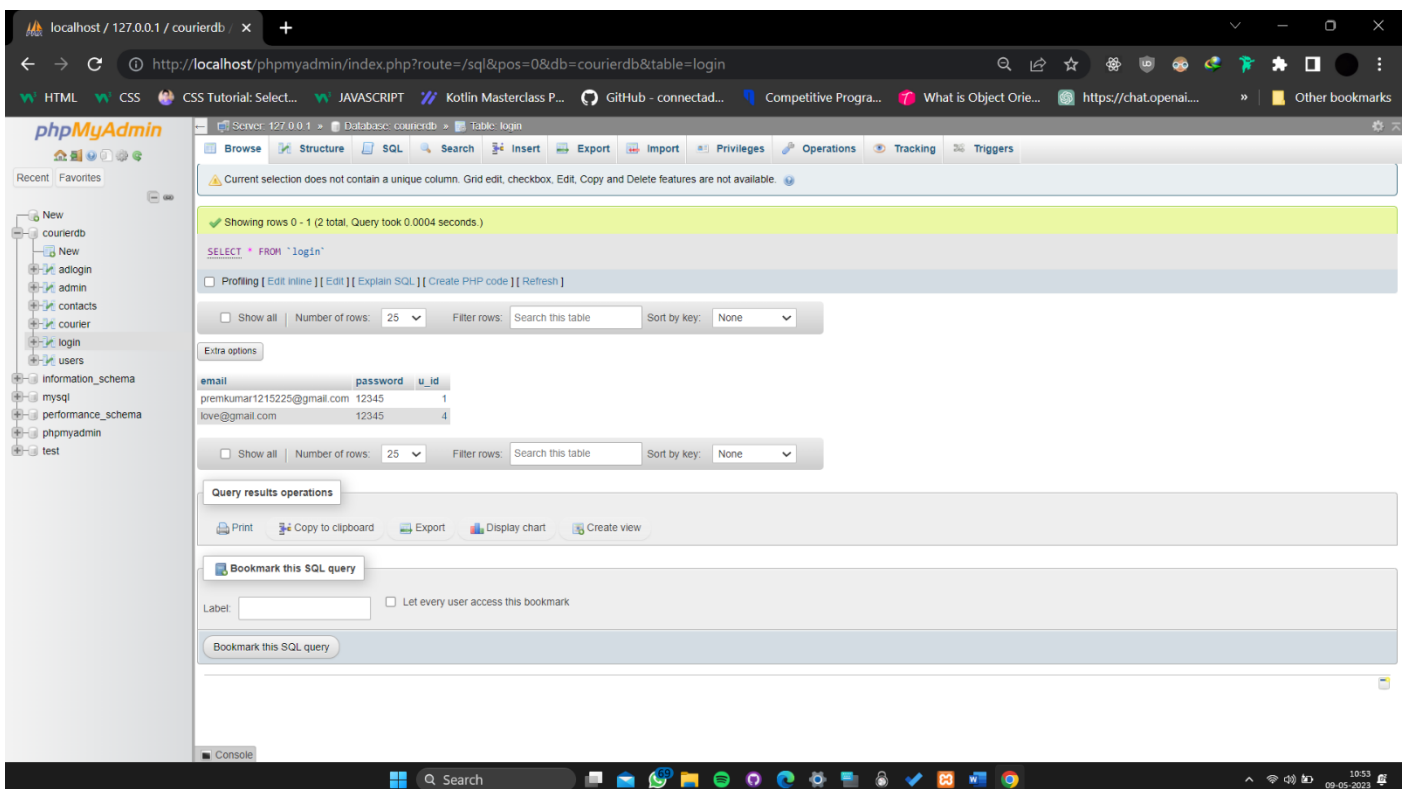 localhost / 127.0.0.1 / courierdb /
http://localhost/phpmyadmin/index.php?route=/sql&pos=0&db=courierdb&table=login
HTML CSS CSS Tutorial: Select... JAVASCRIPT Kotlin Masterclass P... GitHub - connectad... Competitive Progra... What is Object Orie... https://chat.openai.... » Other bookmarks
phpMyAdmin
Recent Favorites
New
courierdb
New
adlogin
admin
contacts
courier
login
users
information_schema
mysql
performance_schema
phpmyadmin
test
Server: 127.0.0.1 » Database: courierdb » Table: login
Browse Structure SQL Search Insert Export Import Privileges Operations Tracking Triggers
Current selection does not contain a unique column. Grid edit, checkbox, Edit, Copy and Delete features are not available.
Showing rows 0 - 1 (2 total, Query took 0.0004 seconds.)
SELECT * FROM `login`
Profiling [ Edit inline ] [ Edit ] [ Explain SQL ] [ Create PHP code ] [ Refresh ]
Show all | Number of rows: 25 Filter rows: Search this table Sort by key: None
Extra options
email password u_id
premkumar1215225@gmail.com 12345 1
love@gmail.com 12345 4
Show all | Number of rows: 25 Filter rows: Search this table Sort by key: None
Query results operations
Print Copy to clipboard Export Display chart Create view
Bookmark this SQL query
Label: Let every user access this bookmark
Bookmark this SQL query
Console
Search 69
10:53
09-05-2023